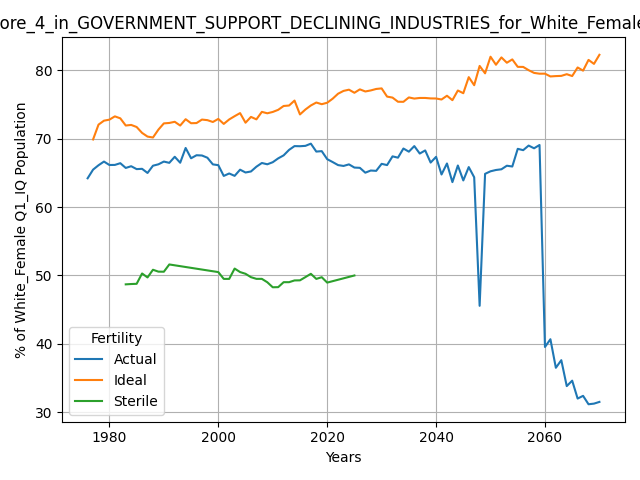 ore_4_in_GOVERNMENT_SUPPORT_DECLINING_INDUSTRIES_for_White_Female
% of White_Female Q1_IQ Population
80
70
60
50
40
30
Fertility
Actual
Ideal
Sterile
1980 2000 2020 2040 2060
Years